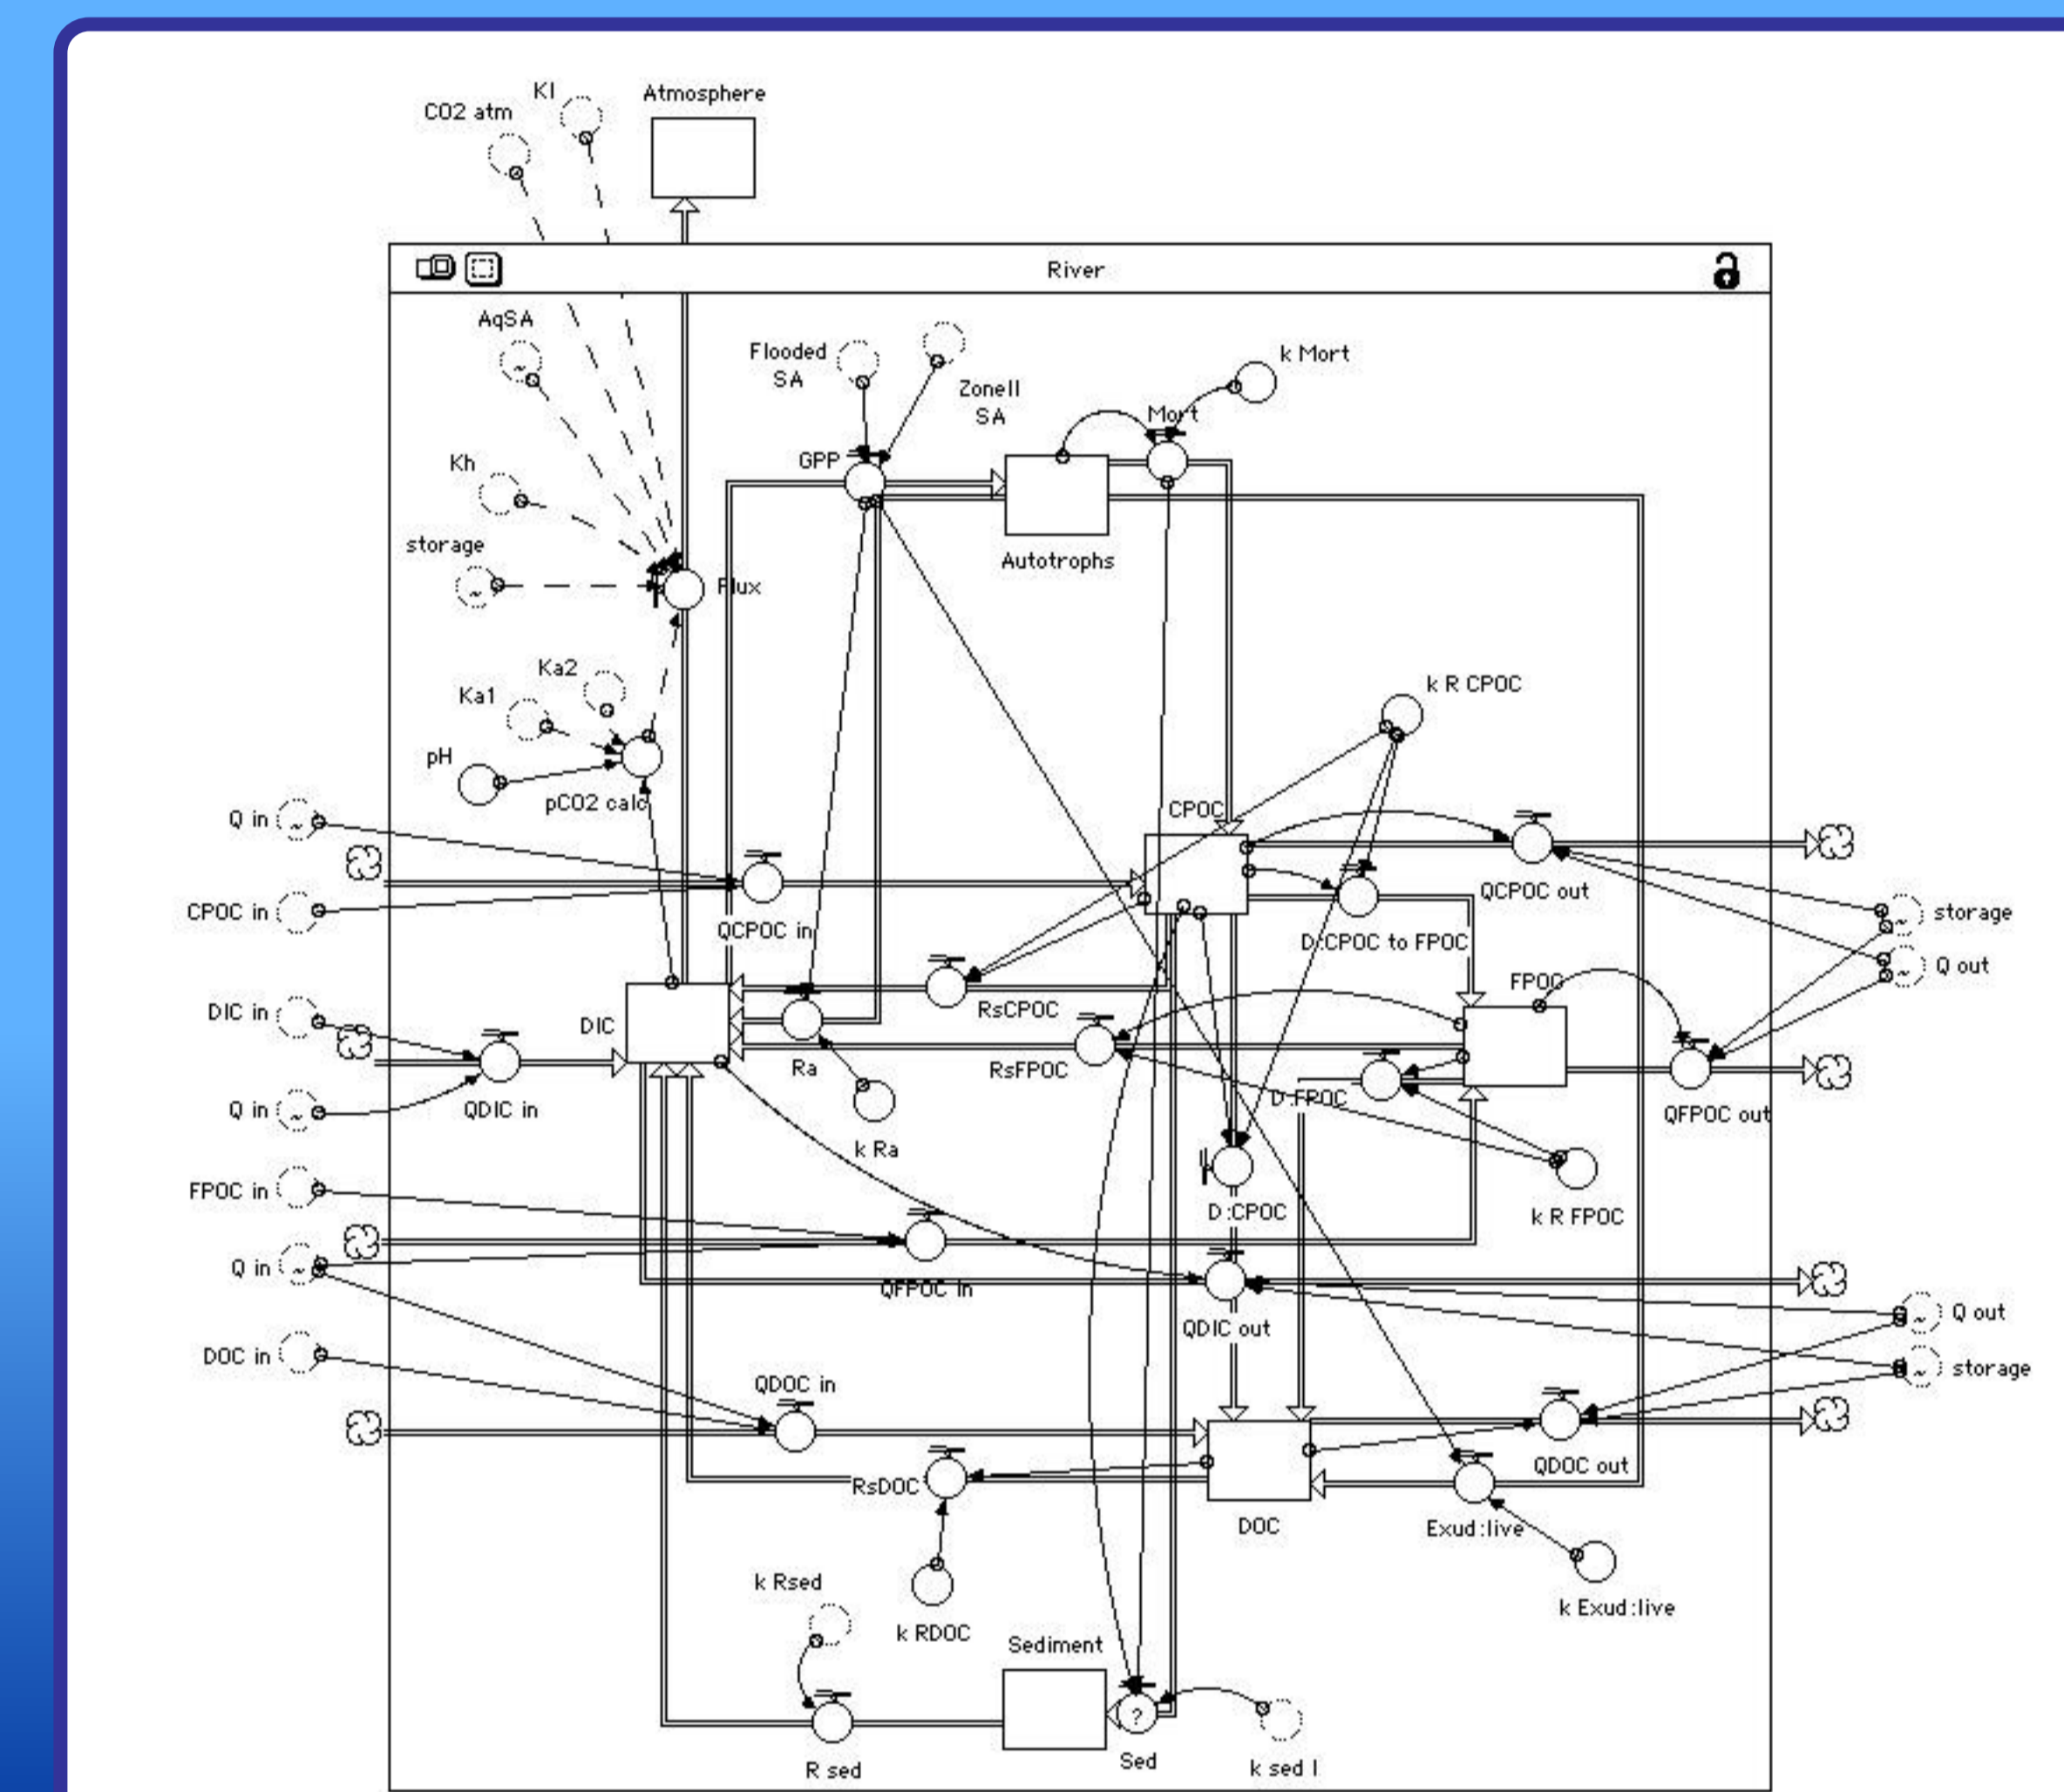 Kl
Atmosphere
CO2 atm
River
AqSA
Flooded
SA
k Mort
ZoneII
SA
Mort
Kh
GPP
storage
Autotrophs
Flux
Ka2
k R CPOC
Ka1
pH
pCO2 calc
CPOC
Q in
QCPOC out
CPOC in
storage
QCPOC in
D:CPOC to FPOC
Q out
FPOC
DIC in
RsCPOC
DIC
Ra
RsFPOC
D:FPOC
Q in
QDIC in
QFPOC out
k Ra
FPOC in
D:CPOC
k R FPOC
Q in
QFPOC in
Q out
QDIC out
DOC in
storage
QDOC in
QDOC out
RsDOC
DOC
Exud:live
k Rsed
k Exud:live
k RDOC
Sediment
?
Sed
k sed I
R sed